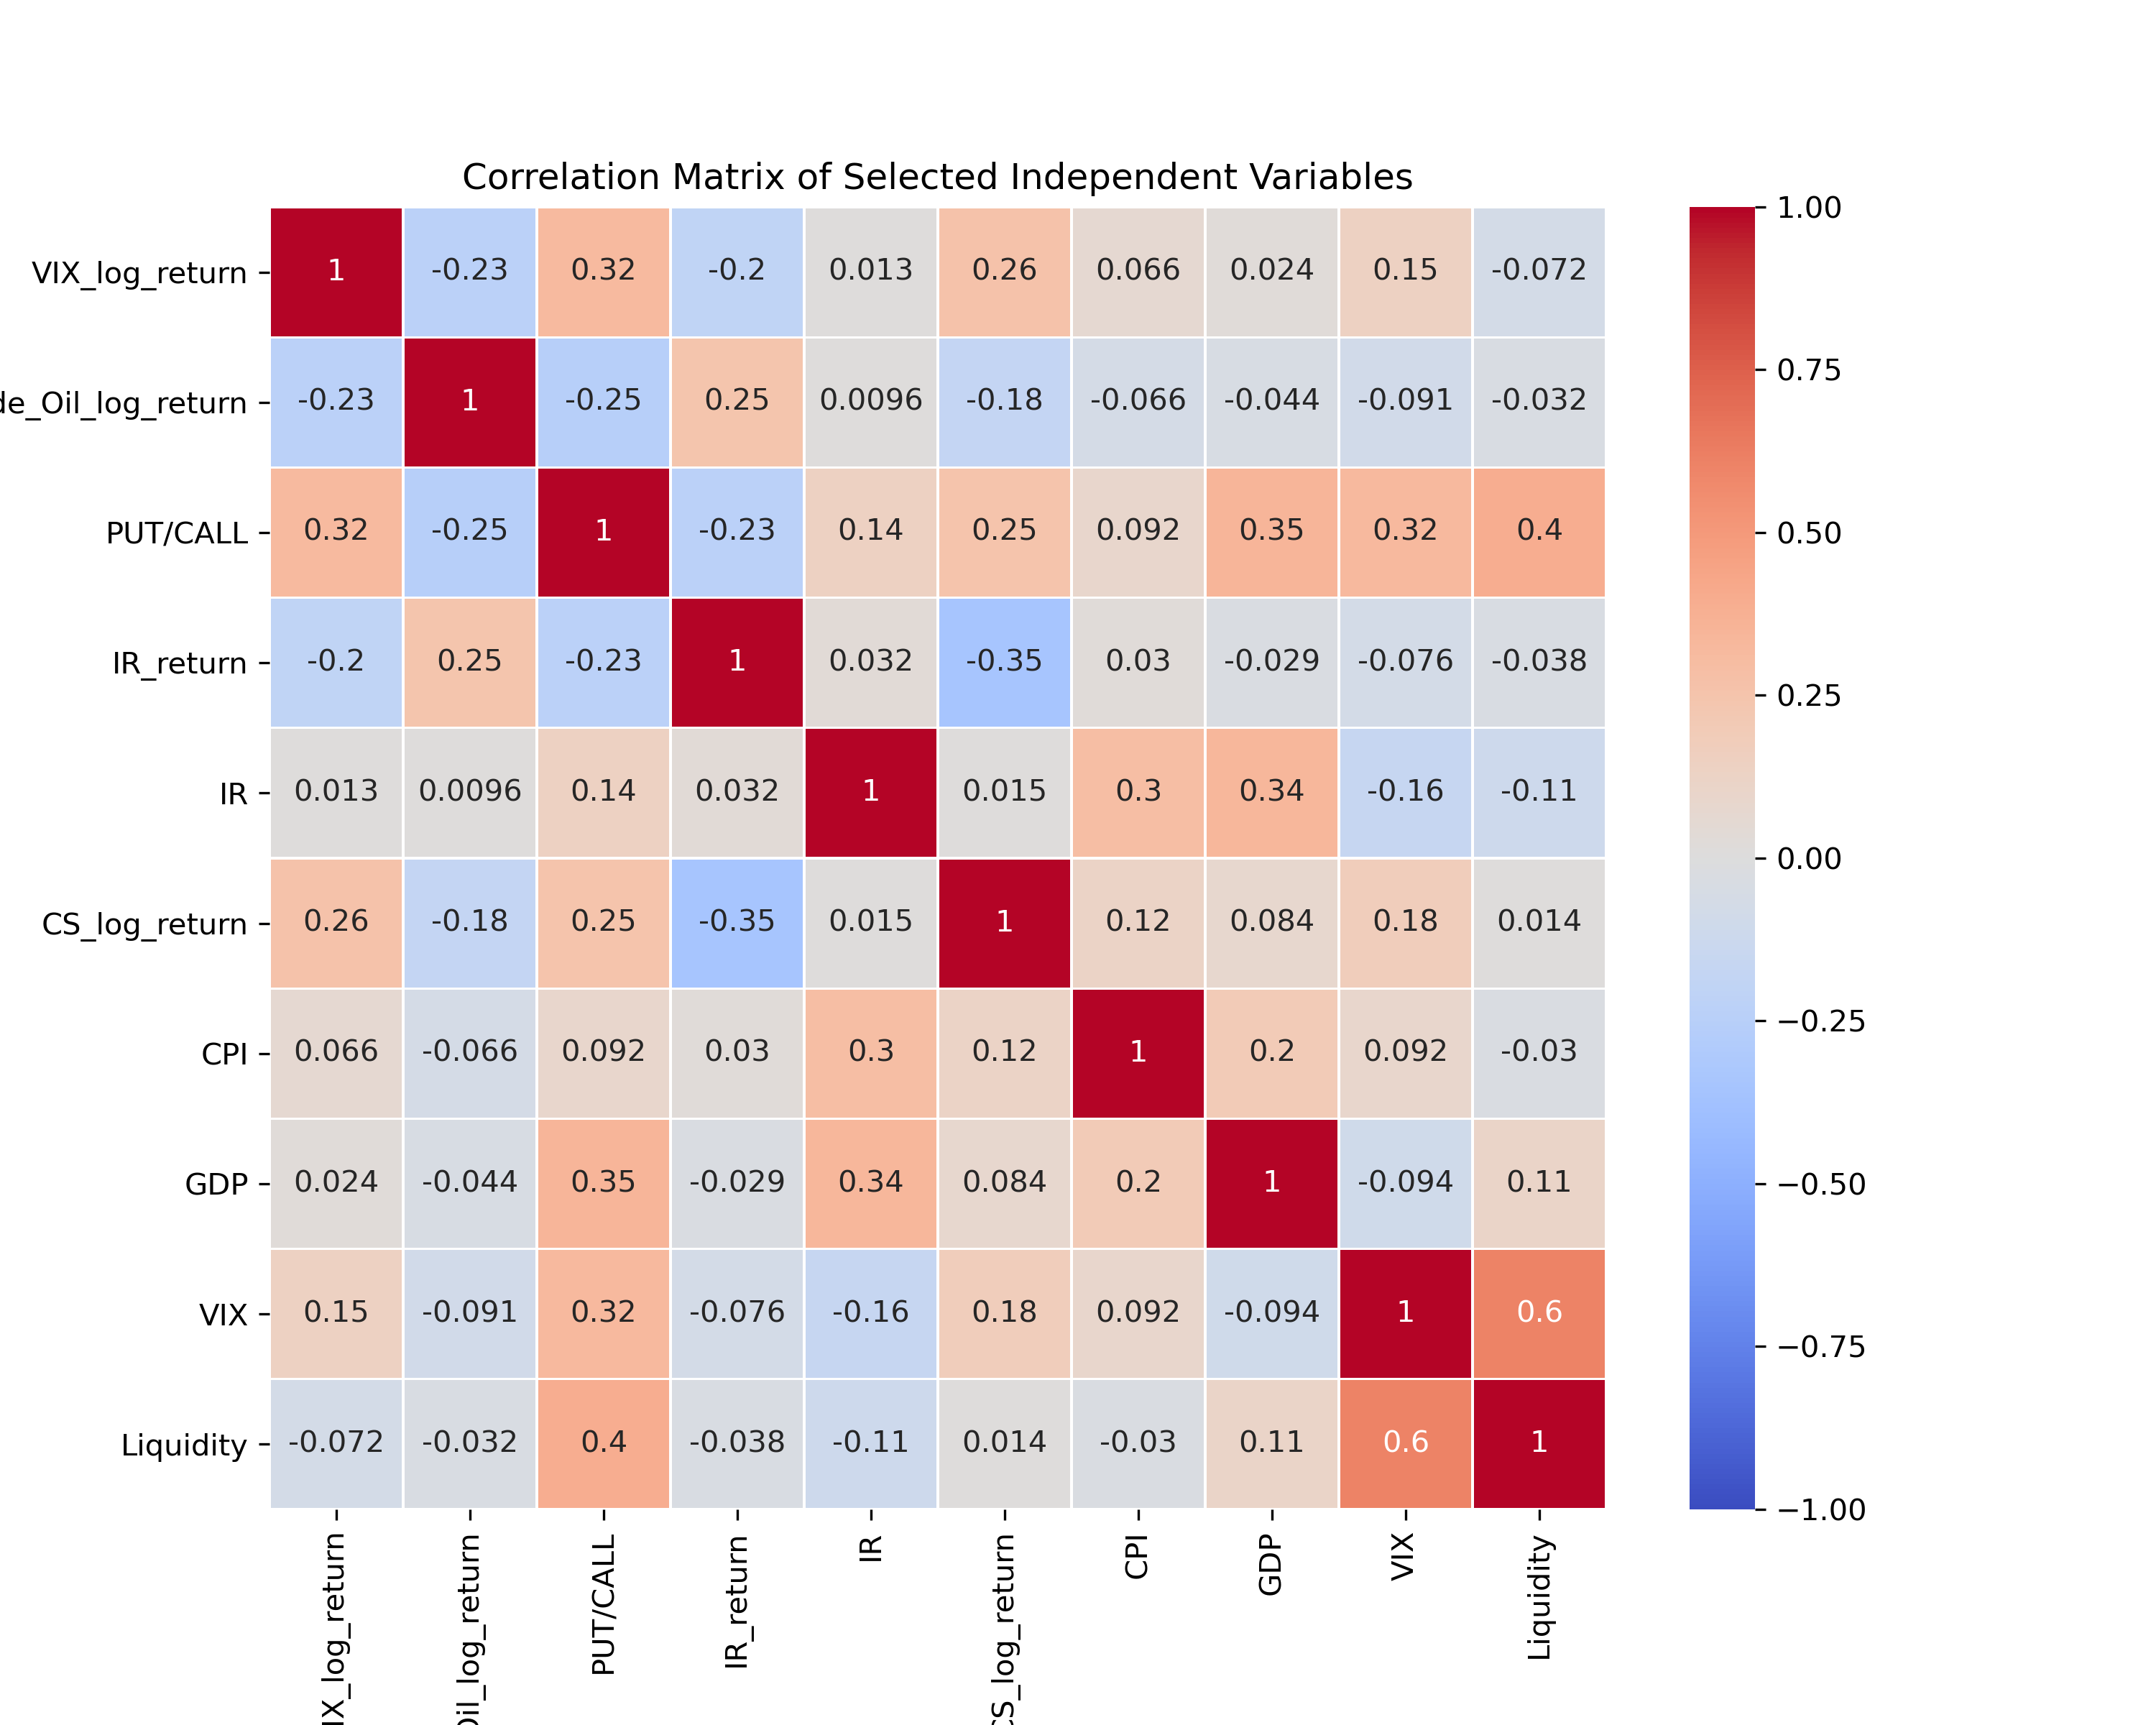 Correlation Matrix of Selected Independent Variables
VIX_log_return 1 -0.23 0.32 -0.2 0.013 0.26 0.066 0.024 0.15 -0.072
de_Oil_log_return -0.23 1 -0.25 0.25 0.0096 -0.18 -0.066 -0.044 -0.091 -0.032
PUT/CALL 0.32 -0.25 1 -0.23 0.14 0.25 0.092 0.35 0.32 0.4
IR_return -0.2 0.25 -0.23 1 0.032 -0.35 0.03 -0.029 -0.076 -0.038
IR 0.013 0.0096 0.14 0.032 1 0.015 0.3 0.34 -0.16 -0.11
CS_log_return 0.26 -0.18 0.25 -0.35 0.015 1 0.12 0.084 0.18 0.014
CPI 0.066 -0.066 0.092 0.03 0.3 0.12 1 0.2 0.092 -0.03
GDP 0.024 -0.044 0.35 -0.029 0.34 0.084 0.2 1 -0.094 0.11
VIX 0.15 -0.091 0.32 -0.076 -0.16 0.18 0.092 -0.094 1 0.6
Liquidity -0.072 -0.032 0.4 -0.038 -0.11 0.014 -0.03 0.11 0.6 1
IX_log_return
Oil_log_return
PUT/CALL
IR_return
IR
CS_log_return
CPI
GDP
VIX
Liquidity
1.00
0.75
0.50
0.25
0.00
−0.25
−0.50
−0.75
−1.00